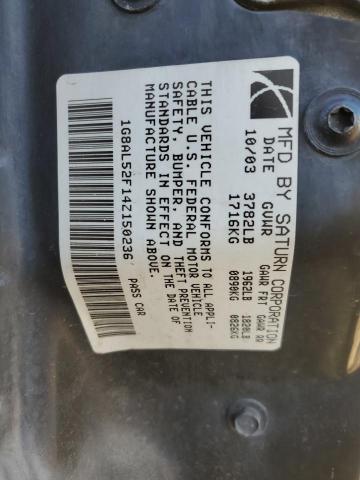 MFD BY SATURN CORPORATION
DATE GVWR GAWR FRT GAWR RR
10/03 3782LB 1962LB 1820LB
1716KG 0890KG 0826KG
THIS VEHICLE CONFORMS TO ALL APPLI-
CABLE U.S. FEDERAL MOTOR VEHICLE
SAFETY, BUMPER, AND THEFT PREVENTION
STANDARDS IN EFFECT ON THE DATE OF
MANUFACTURE SHOWN ABOVE.
1G8AL52F14Z150236 PASS CAR